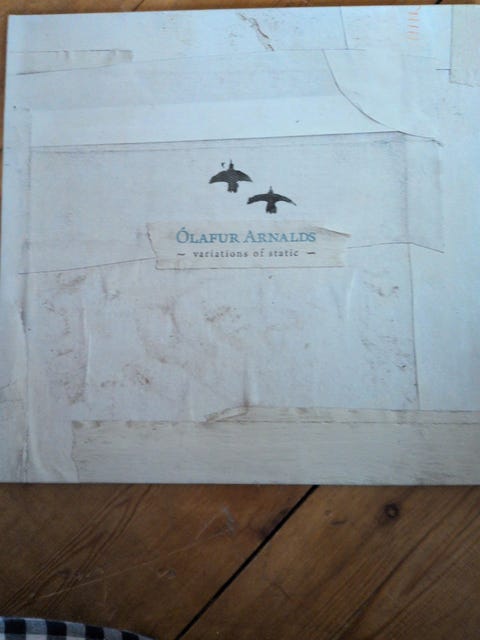 ÓLAFUR ARNALDS
~ variations of static ~